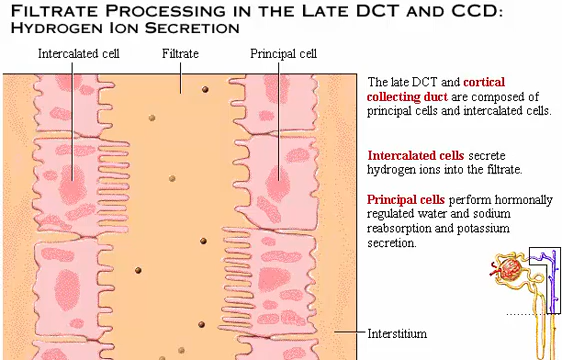 FILTRATE PROCESSING IN THE LATE DCT AND CCD:
HYDROGEN ION SECRETION
Intercalated cell
Filtrate
Principal cell
The late DCT and cortical
collecting duct are composed of
principal cells and intercalated cells.
Intercalated cells secrete
hydrogen ions into the filtrate.
Principal cells perform hormonally
regulated water and sodium
reabsorption and potassium
secretion.
Interstitium